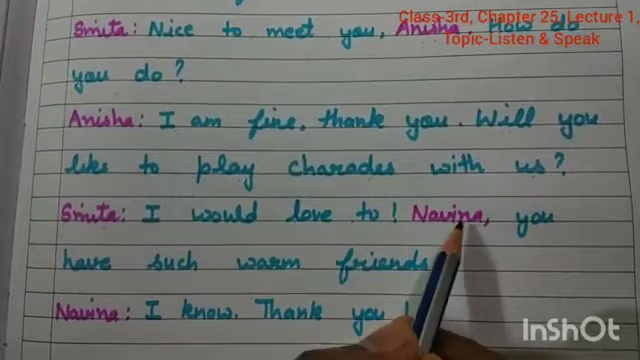 Class 3rd, Chapter 25, Lecture 1,
Topic-Listen & Speak
Smita: Nice to meet you, Anisha. How do
you do?
Anisha: I am fine, thank you. Will you
like to play charades with us?
Smita: I would love to! Navina, you
have such warm friends
Navina: I know. Thank you!
InShOt